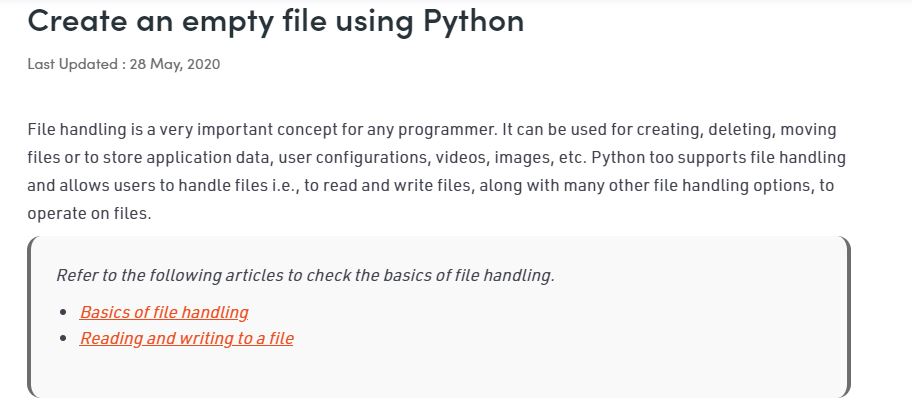 Create an empty file using Python
Last Updated : 28 May, 2020
File handling is a very important concept for any programmer. It can be used for creating, deleting, moving
files or to store application data, user configurations, videos, images, etc. Python too supports file handling
and allows users to handle files i.e., to read and write files, along with many other file handling options, to
operate on files.
Refer to the following articles to check the basics of file handling.
• Basics of file handling
• Reading and writing to a file